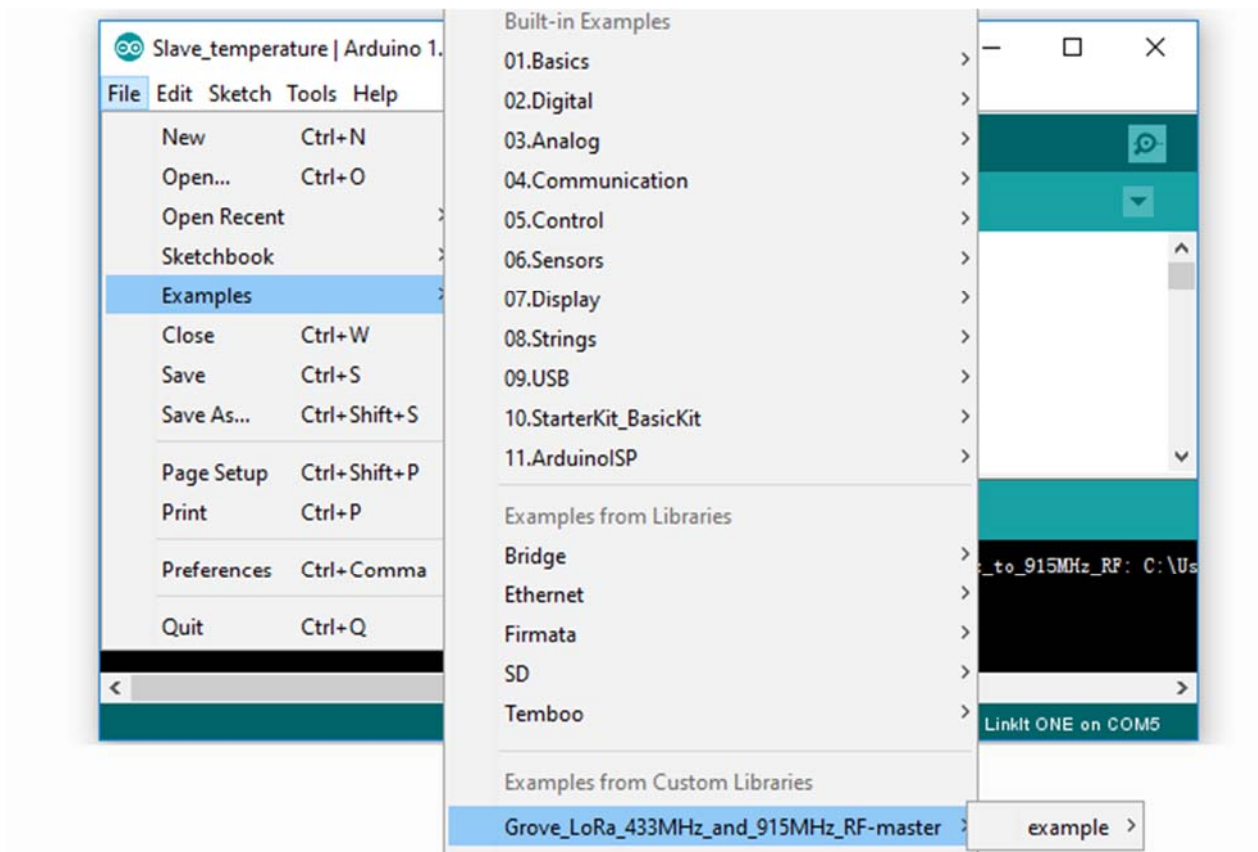 Slave_temperature | Arduino 1.
File Edit Sketch Tools Help
New Ctrl+N
Open... Ctrl+O
Open Recent >
Sketchbook >
Examples >
Close Ctrl+W
Save Ctrl+S
Save As... Ctrl+Shift+S
Page Setup Ctrl+Shift+P
Print Ctrl+P
Preferences Ctrl+Comma
Quit Ctrl+Q
Built-in Examples
01.Basics >
02.Digital >
03.Analog >
04.Communication >
05.Control >
06.Sensors >
07.Display >
08.Strings >
09.USB >
10.StarterKit_BasicKit >
11.ArduinoISP >
Examples from Libraries
Bridge >
Ethernet >
Firmata >
SD >
Temboo >
Examples from Custom Libraries
Grove_LoRa_433MHz_and_915MHz_RF-master >
example >
_to_915MHz_RF: C:\Us
LinkIt ONE on COM5